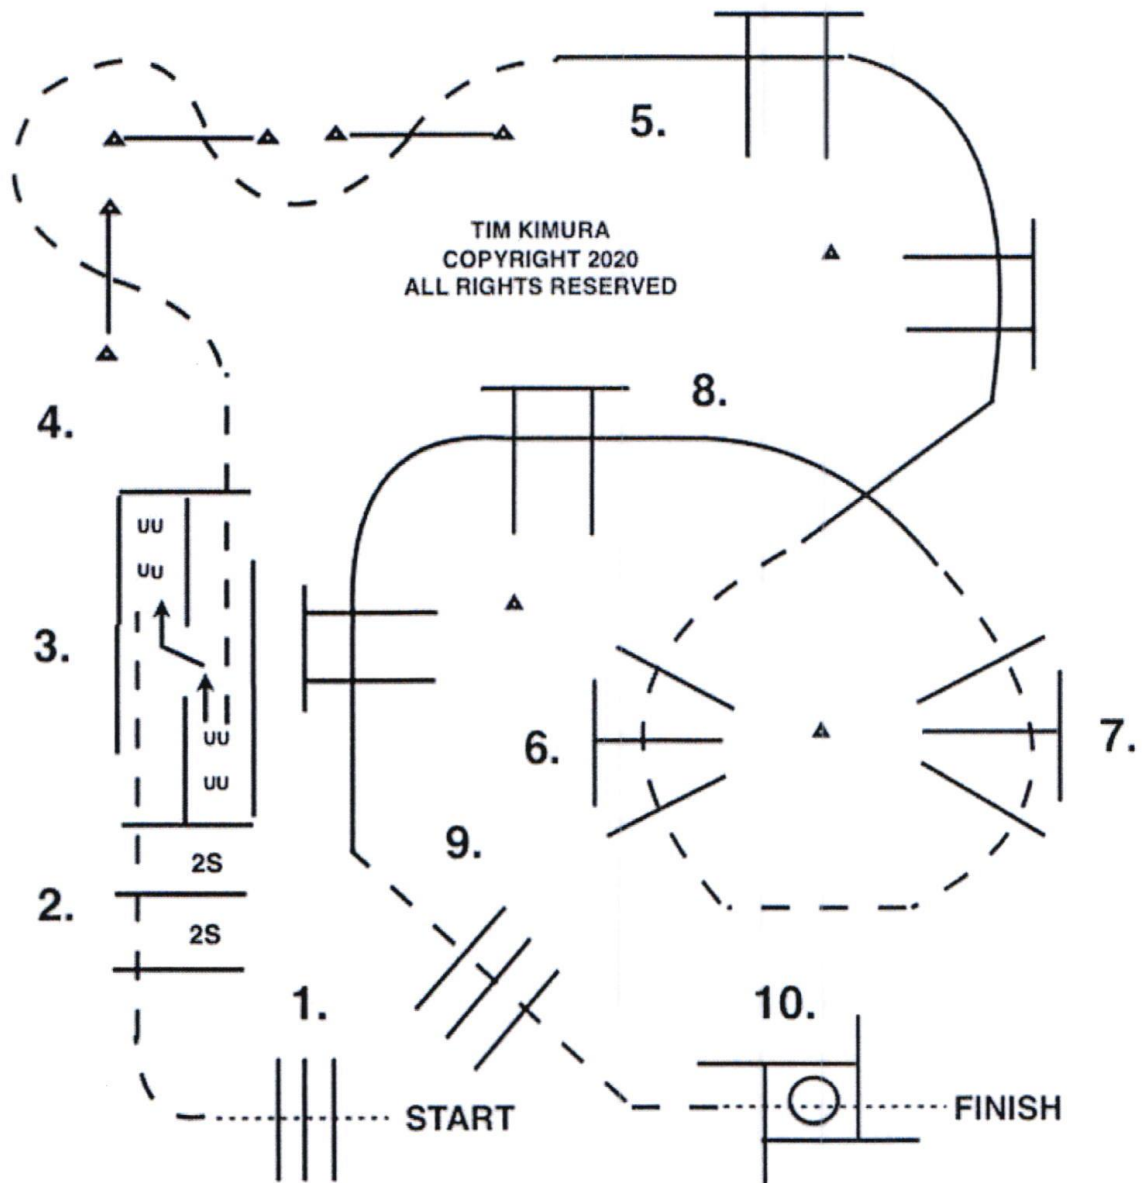 5.
TIM KIMURA
COPYRIGHT 2020
ALL RIGHTS RESERVED
8.
4.
UU
UU
3.
6.
7.
UU
UU
9.
2S
2.
2S
1.
10.
START
FINISH